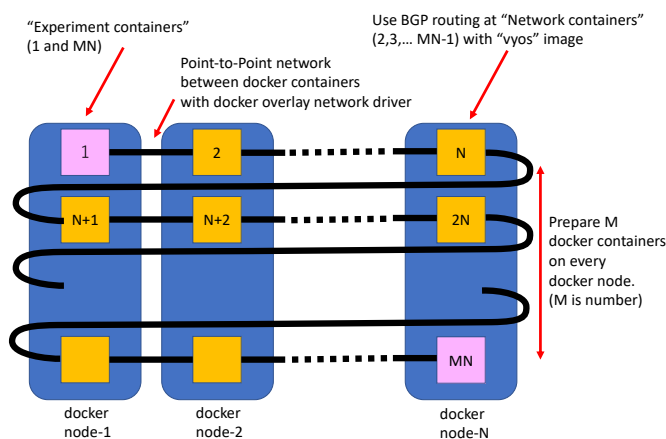 “Experiment containers”
(1 and MN)
Use BGP routing at “Network containers”
(2,3,… MN-1) with “vyos” image
Point-to-Point network
between docker containers
with docker overlay network driver
1
2
N
N+1
N+2
2N
Prepare M
docker containers
on every
docker node.
(M is number)
MN
docker
node-1
docker
node-2
docker
node-N